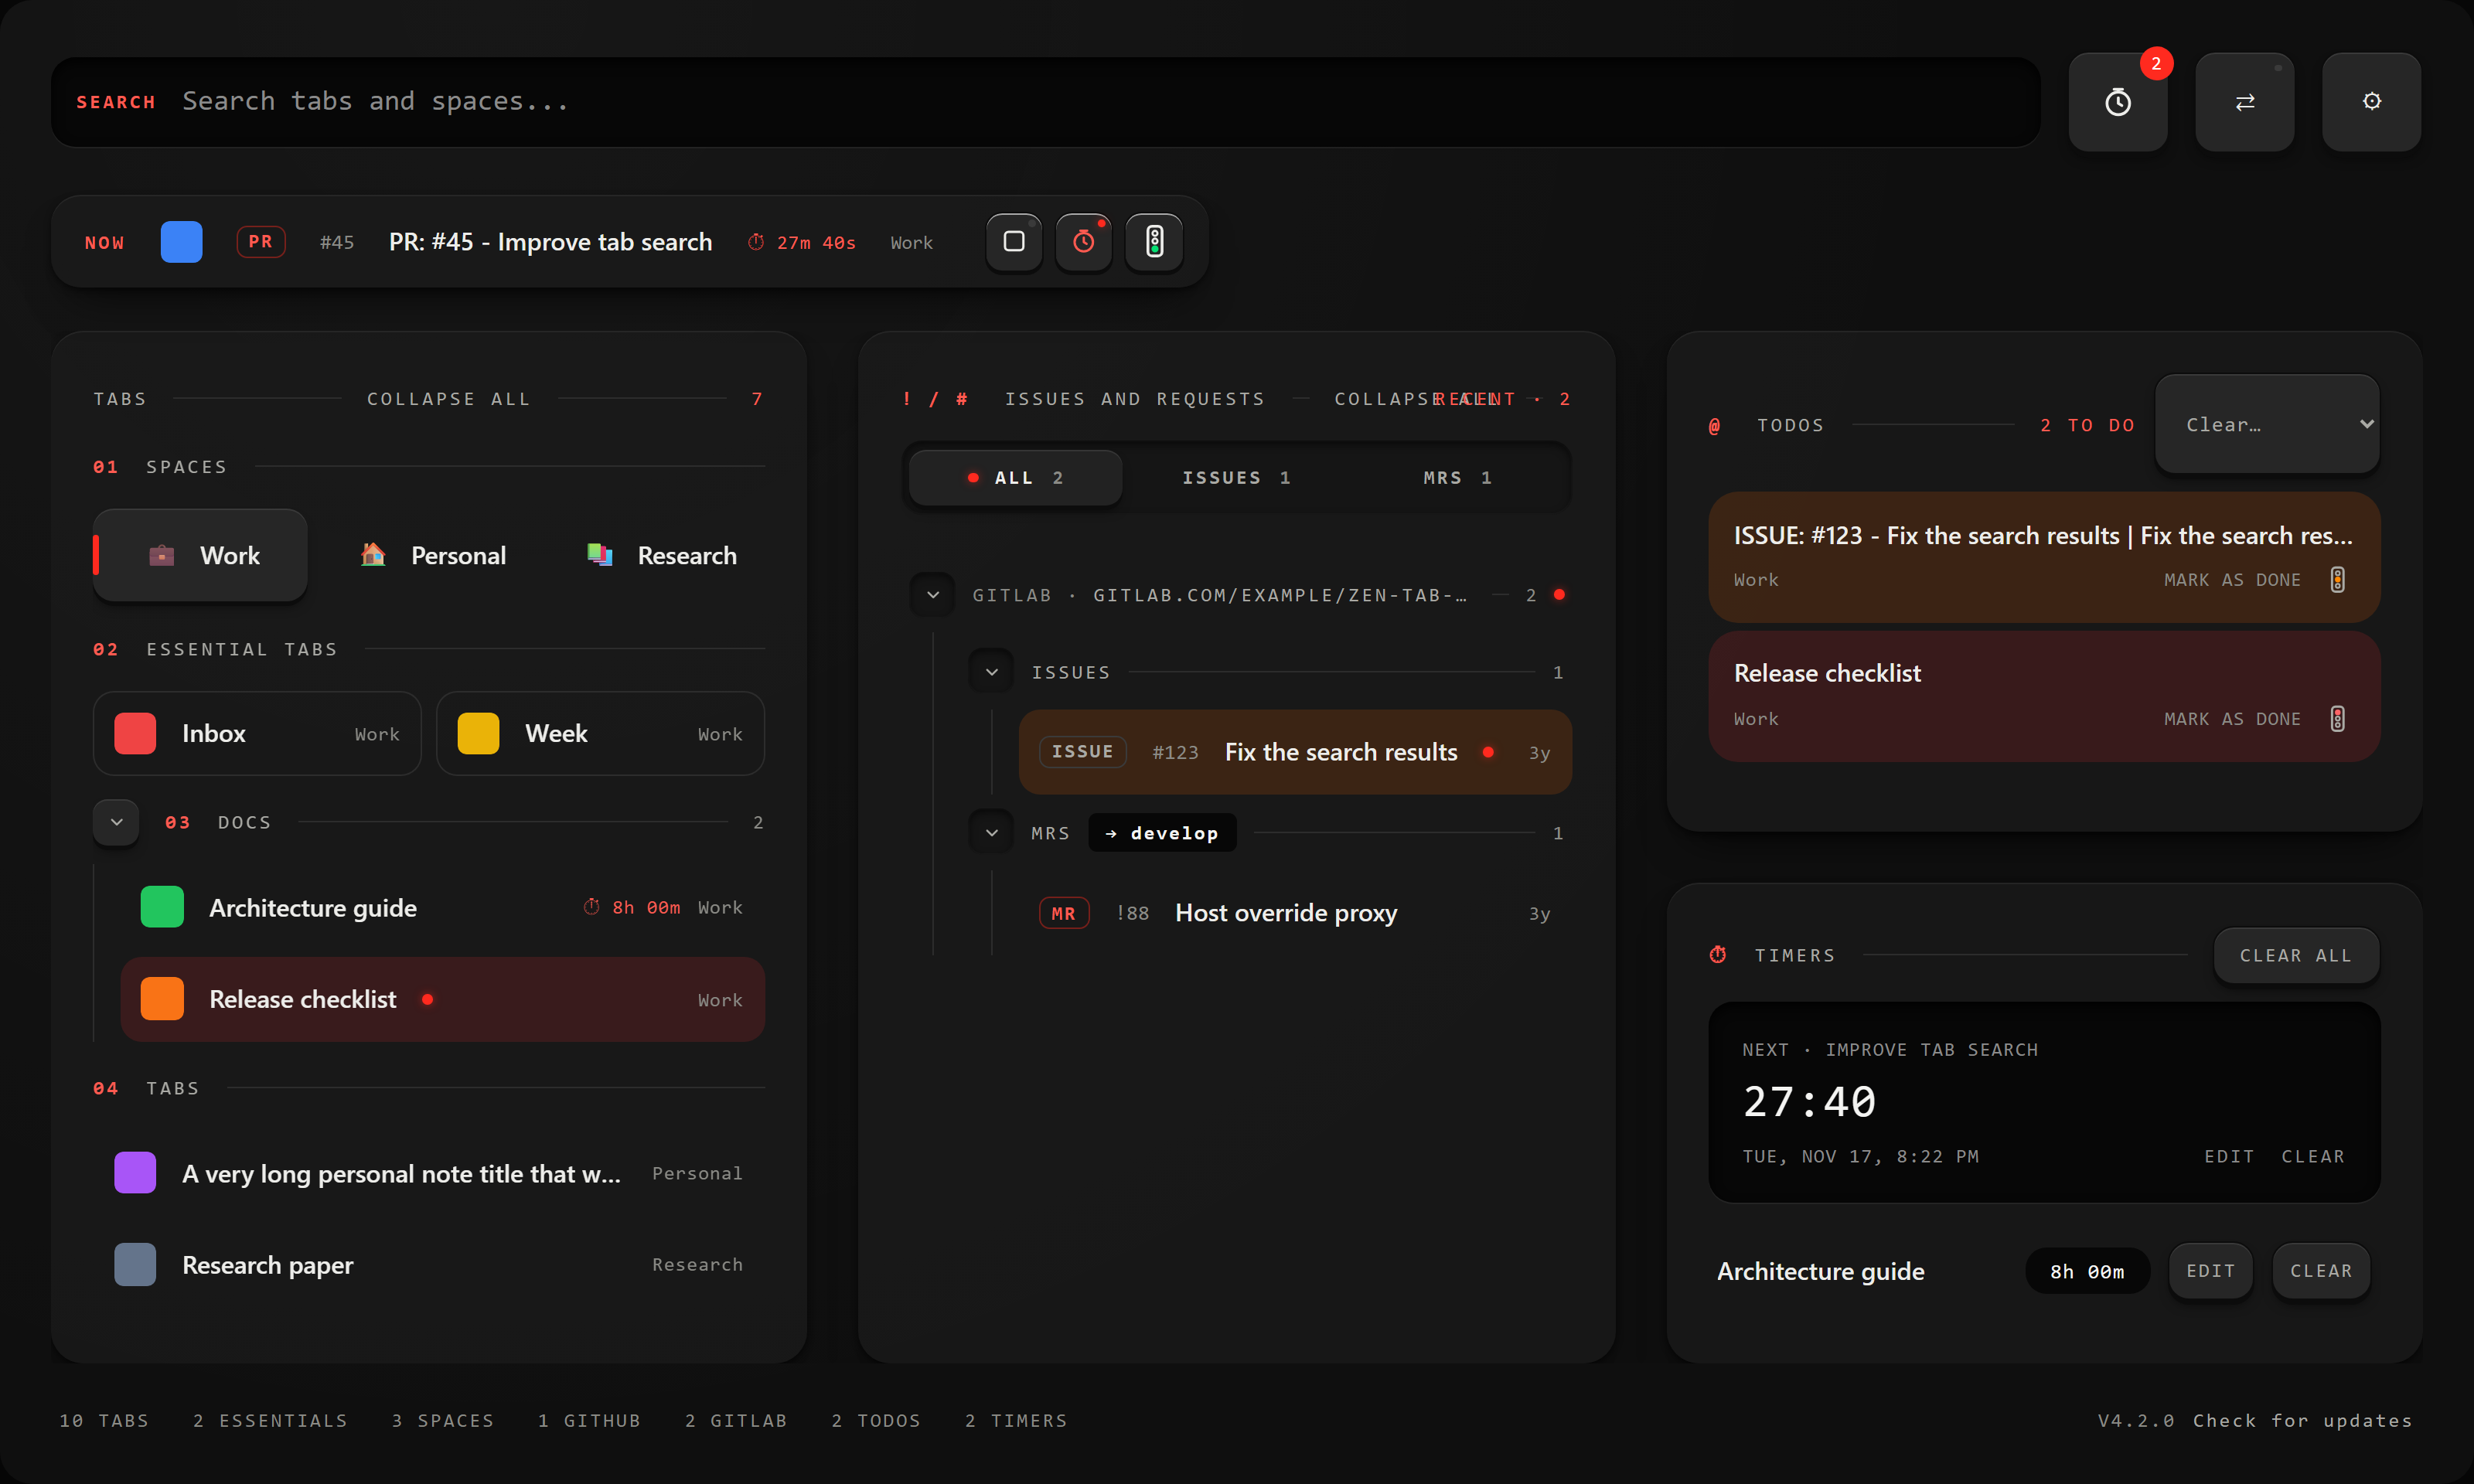 SEARCH Search tabs and spaces...
2
NOW PR #45 PR: #45 - Improve tab search 27m 40s Work
TABS COLLAPSE ALL 7
01 SPACES
Work Personal Research
02 ESSENTIAL TABS
Inbox Work Week Work
03 DOCS 2
Architecture guide 8h 00m Work
Release checklist Work
04 TABS
A very long personal note title that w... Personal
Research paper Research
! / # ISSUES AND REQUESTS COLLAPSE ALL RECENT · 2
ALL 2 ISSUES 1 MRS 1
GITLAB · GITLAB.COM/EXAMPLE/ZEN-TAB-… 2
ISSUES 1
ISSUE #123 Fix the search results 3y
MRS → develop 1
MR !88 Host override proxy 3y
@ TODOS 2 TO DO Clear…
ISSUE: #123 - Fix the search results | Fix the search res...
Work MARK AS DONE
Release checklist
Work MARK AS DONE
TIMERS CLEAR ALL
NEXT · IMPROVE TAB SEARCH
27:40
TUE, NOV 17, 8:22 PM EDIT CLEAR
Architecture guide 8h 00m EDIT CLEAR
10 TABS 2 ESSENTIALS 3 SPACES 1 GITHUB 2 GITLAB 2 TODOS 2 TIMERS V4.2.0 Check for updates